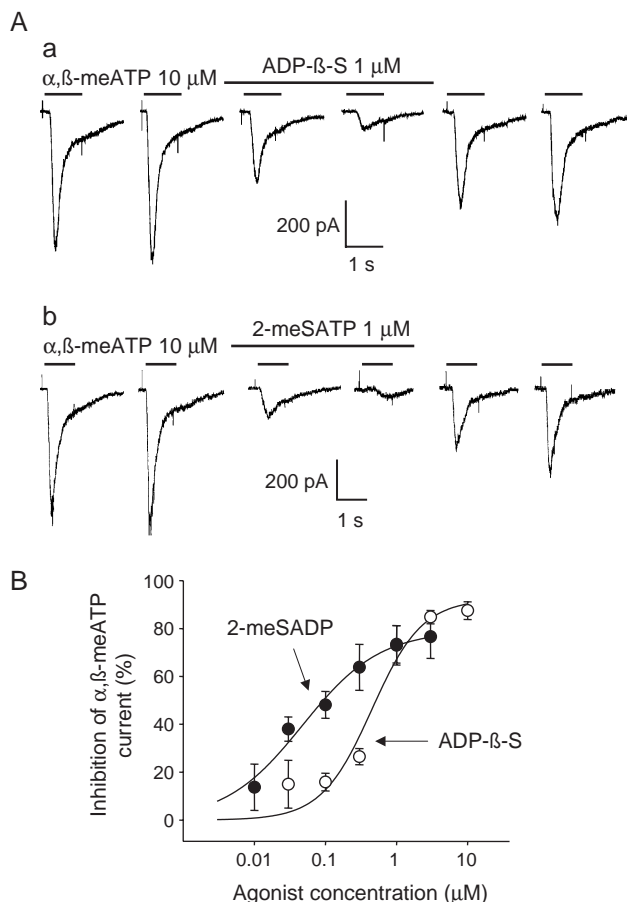 A
a
α,ß-meATP 10 μM
ADP-ß-S 1 μM
200 pA
1 s
b
α,ß-meATP 10 μM
2-meSATP 1 μM
200 pA
1 s
B
100
80
60
40
20
0
Inhibition of α,ß-meATP
current (%)
2-meSADP
ADP-ß-S
0.01 0.1 1 10
Agonist concentration (μM)